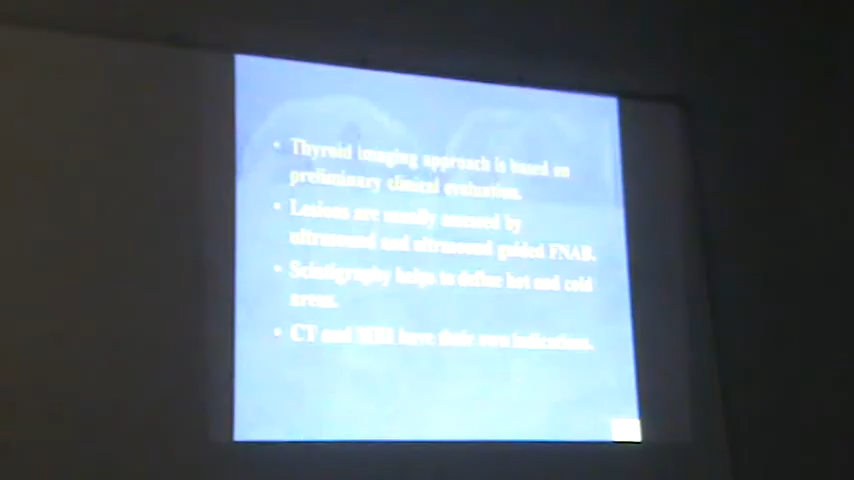 • Thyroid imaging approach is based on
preliminary clinical evaluation.
• Lesions are usually assessed by
ultrasound and ultrasound guided FNAB.
• Scintigraphy helps to define hot and cold
areas.
• CT and MRI have their own indications.